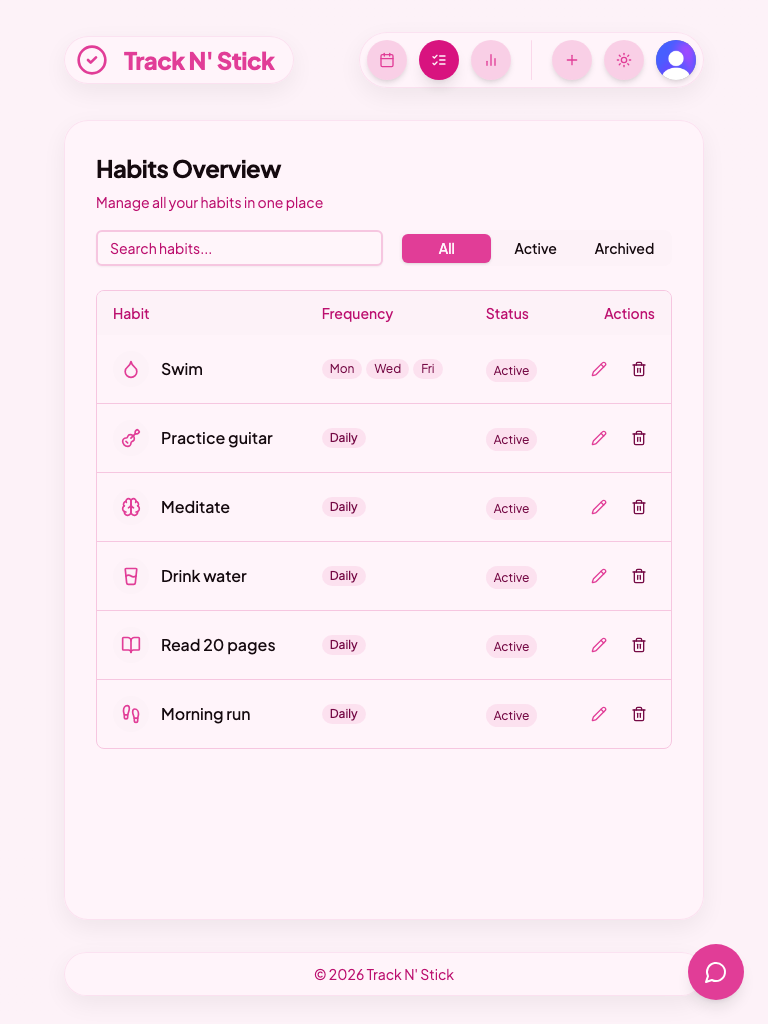 Track N' Stick
Habits Overview
Manage all your habits in one place
Search habits...
All Active Archived
Habit Frequency Status Actions
Swim Mon Wed Fri Active
Practice guitar Daily Active
Meditate Daily Active
Drink water Daily Active
Read 20 pages Daily Active
Morning run Daily Active
© 2026 Track N' Stick